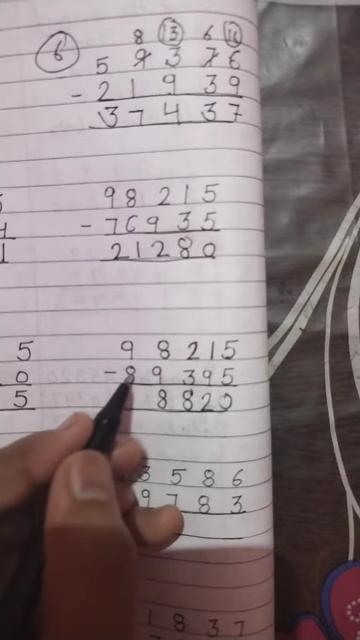 8 13 6 16
6
5 9 3 7 6
- 2 1 9 3 9
3 7 4 3 7
9 8 2 1 5
4 - 7 6 9 3 5
1 2 1 2 8 0
5 9 8 2 1 5
0 - 8 9 3 9 5
5 8 8 2 0
3 5 8 6
9 7 8 3
1 8 3 7